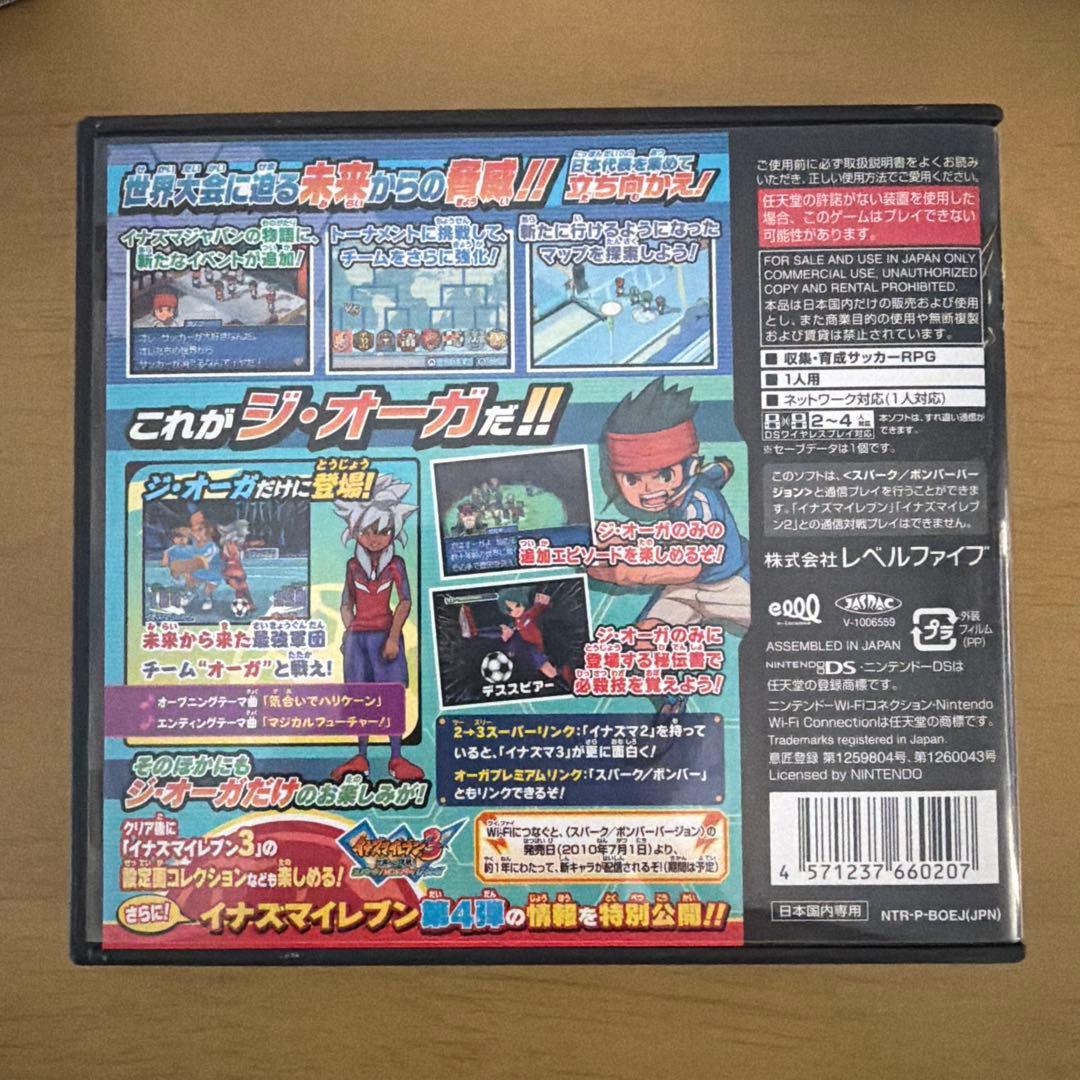 世界大会に迫る未来からの脅威!!
日本代表を集めて
立ち向かえ!
イナズマジャパンの物語に、
新たなイベントが追加!
トーナメントに挑戦して、
チームをさらに強化!
新たに行けるようになった
マップを探索しよう!
オレ サッカーが大好きなんだ。
VS
これがジ・オーガだ!!
ジ・オーガだけに登場!
未来から来た最強軍団
チーム“オーガ”と戦え!
オープニングテーマ曲「気合いでハリケーン」
エンディングテーマ曲「マジカルフューチャー!」
ジ・オーガのみの
追加エピソードを楽しめるぞ!
デススピアー
ジ・オーガのみに
登場する秘伝書で
必殺技を覚えよう!
2→3スーパーリンク:「イナズマ2」を持って
いると、「イナズマ3」が更に面白く!
オーガプレミアムリンク:「スパーク/ボンバー」
ともリンクできるぞ!
そのほかにも
ジ・オーガだけのお楽しみが!
クリア後に
「イナズマイレブン3」の
設定画コレクションなども楽しめる!
イナズマイレブン3
Wi-Fiにつなぐと、〈スパーク/ボンバーバージョン〉の
発売日(2010年7月1日)より、
約1年にわたって、新キャラが配信されるぞ!(期間は予定)
さらに!
イナズマイレブン第4弾の情報を特別公開!!
ご使用前に必ず取扱説明書をよくお読み
いただき、正しい使用方法でご愛用ください。
任天堂の許諾がない装置を使用した
場合、このゲームはプレイできない
可能性があります。
FOR SALE AND USE IN JAPAN ONLY.
COMMERCIAL USE, UNAUTHORIZED
COPY AND RENTAL PROHIBITED.
本品は日本国内だけの販売および使用
とし、また商業目的の使用や無断複製
および賃貸は禁止されています。
■ 収集・育成サッカーRPG
■ 1人用
■ ネットワーク対応(1人対応)
2~4人対応
DSワイヤレスプレイ対応
本ソフトは、すれ違い通信が
できます。
※セーブデータは1個です。
このソフトは、<スパーク/ボンバーバー
ジョン>と通信プレイを行うことができま
す。「イナズマイレブン」「イナズマイレブ
ン2」との通信対戦プレイはできません。
株式会社レベルファイブ
e-License
JASRAC
V-1006559
プラ
外装
フィルム
(PP)
ASSEMBLED IN JAPAN
NINTENDO DS・ニンテンドーDSは
任天堂の登録商標です。
ニンテンドーWi-Fiコネクション・Nintendo
Wi-Fi Connectionは任天堂の商標です。
Trademarks registered in Japan.
意匠登録 第1259804号、第1260043号
Licensed by NINTENDO
4 571237 660207
日本国内専用
NTR-P-BOEJ(JPN)